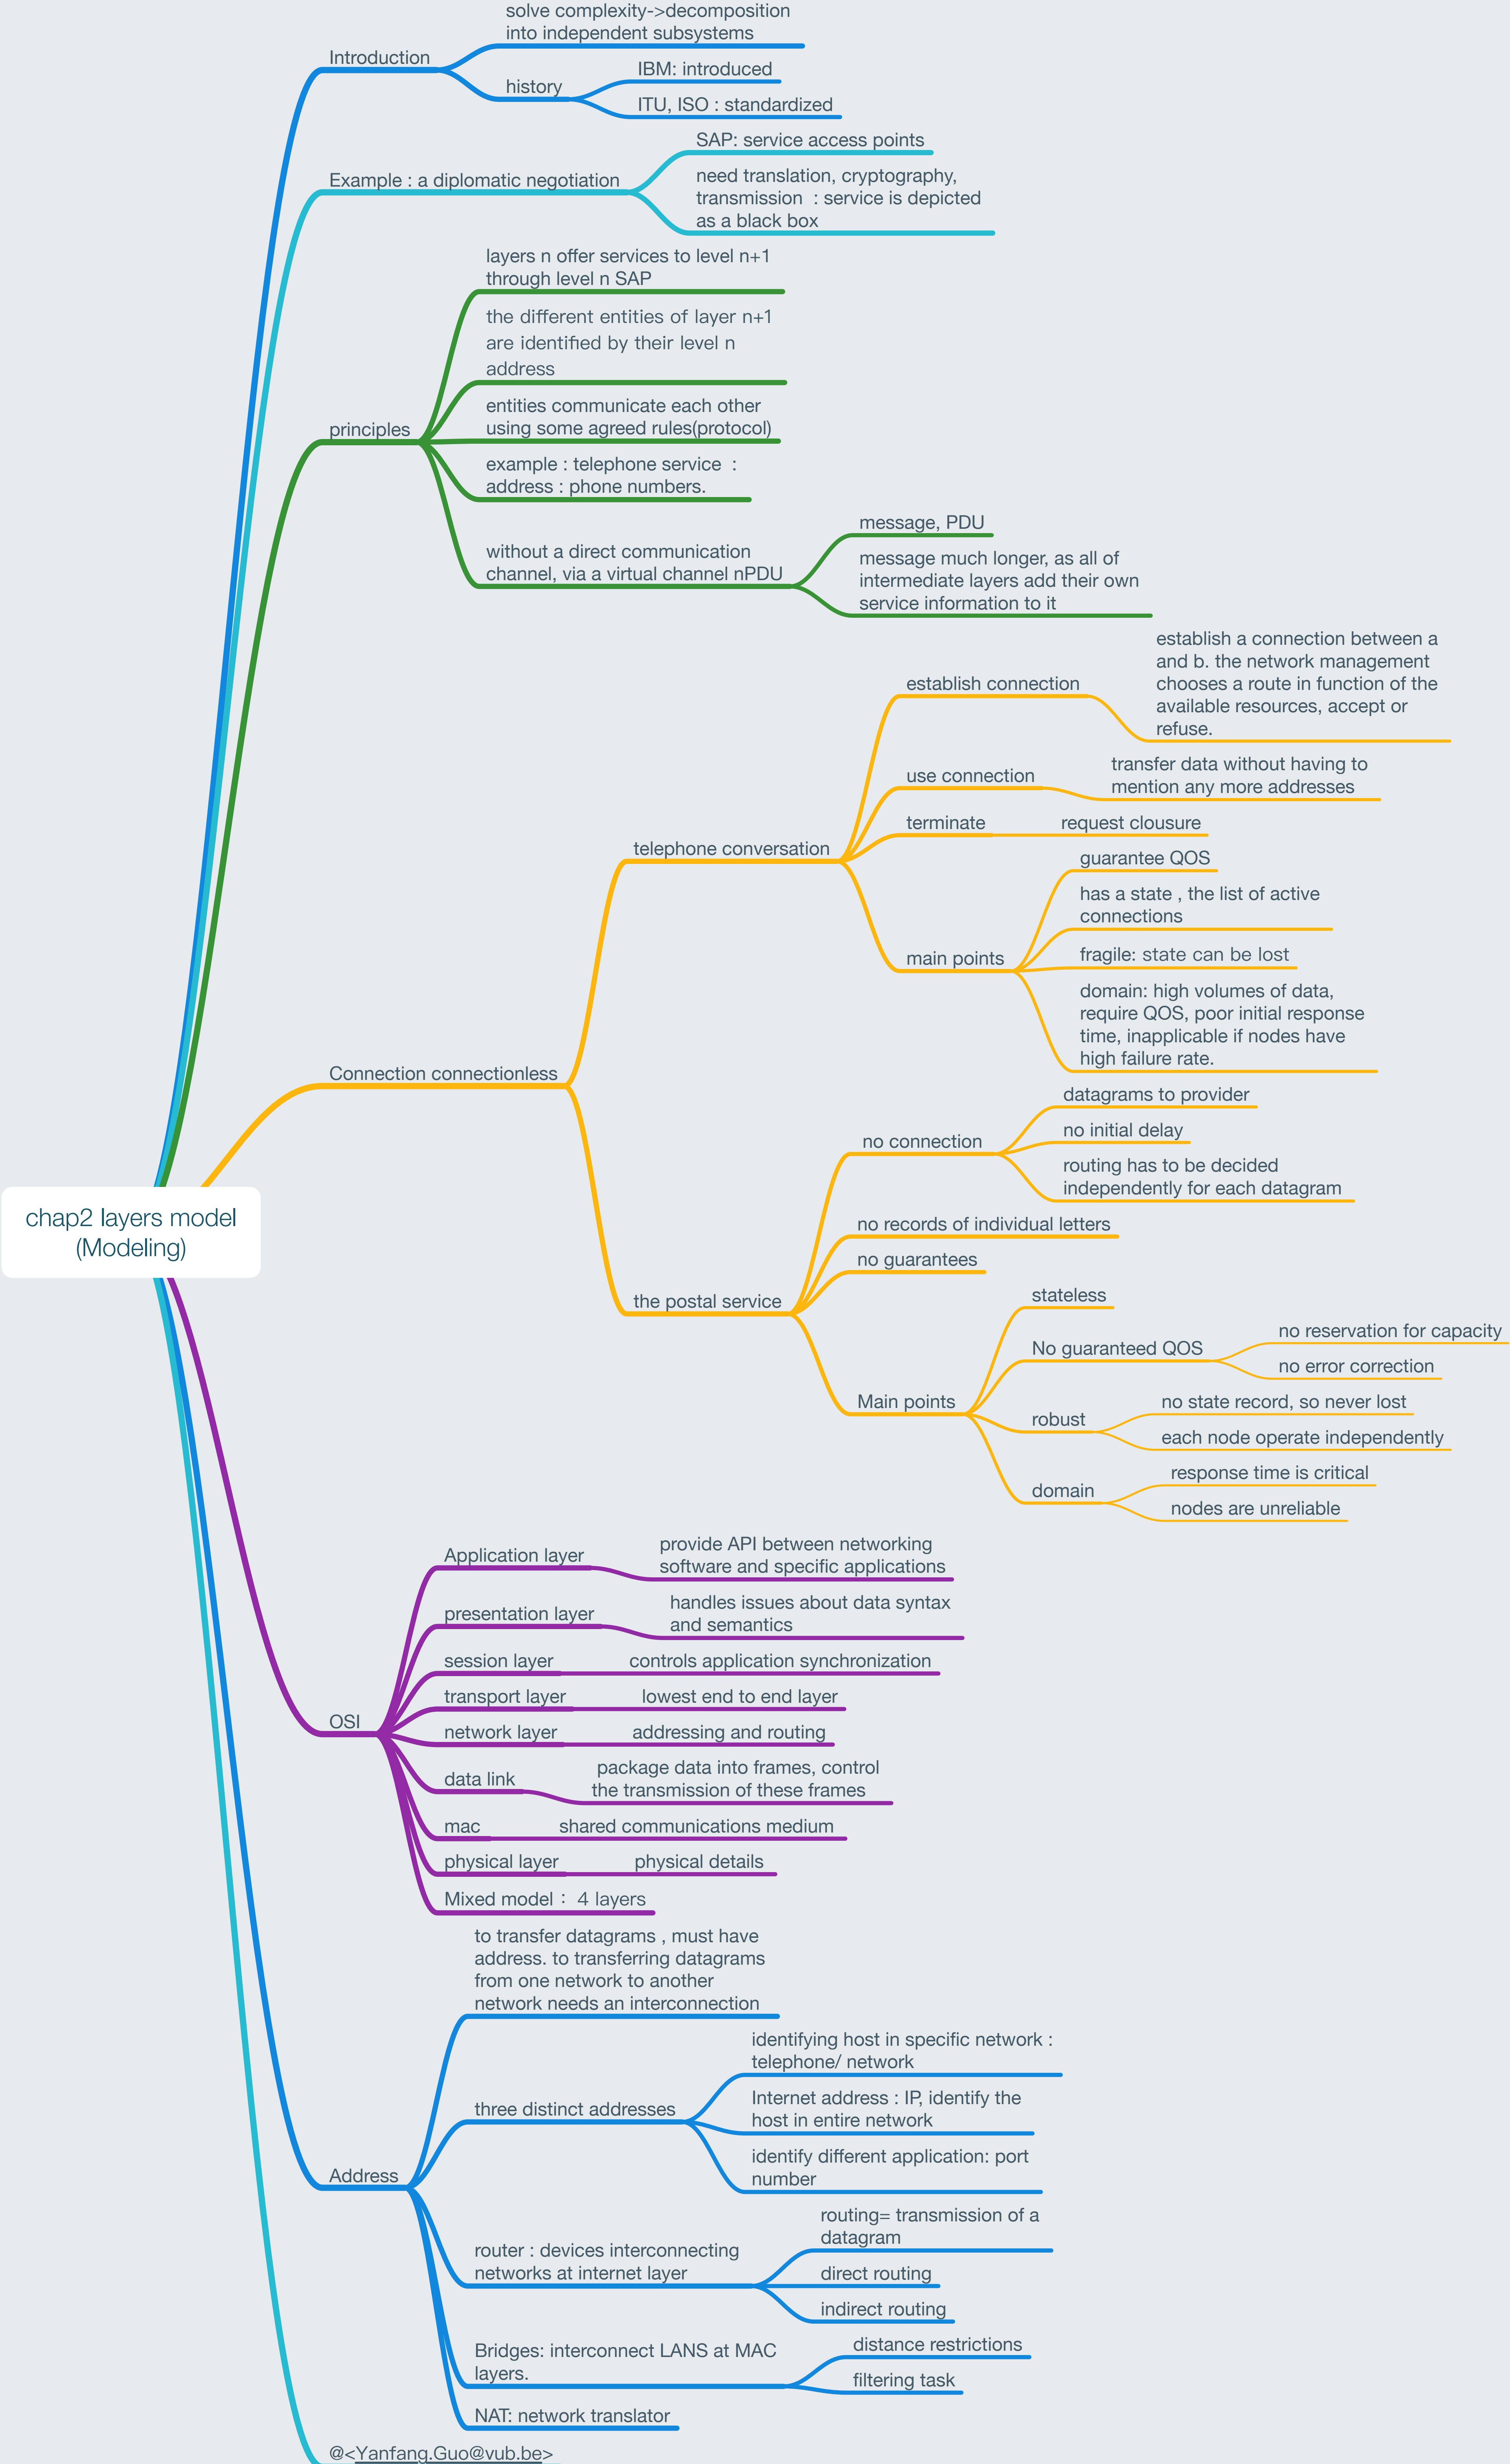 solve complexity->decomposition
into independent subsystems
Introduction
IBM: introduced
history
ITU, ISO : standardized
SAP: service access points
Example : a diplomatic negotiation
need translation, cryptography,
transmission  : service is depicted
as a black box
layers n offer services to level n+1
through level n SAP
the different entities of layer n+1
are identified by their level n
address
principles
entities communicate each other
using some agreed rules(protocol)
example : telephone service  :
address : phone numbers.
without a direct communication
channel, via a virtual channel nPDU
message, PDU
message much longer, as all of
intermediate layers add their own
service information to it
establish a connection between a
and b. the network management
chooses a route in function of the
available resources, accept or
refuse.
establish connection
use connection
transfer data without having to
mention any more addresses
terminate
request clousure
telephone conversation
guarantee QOS
has a state , the list of active
connections
main points
fragile: state can be lost
domain: high volumes of data,
require QOS, poor initial response
time, inapplicable if nodes have
high failure rate.
Connection connectionless
datagrams to provider
no connection
no initial delay
routing has to be decided
independently for each datagram
no records of individual letters
no guarantees
the postal service
stateless
No guaranteed QOS
no reservation for capacity
no error correction
Main points
robust
no state record, so never lost
each node operate independently
domain
response time is critical
nodes are unreliable
chap2 layers model
(Modeling)
Application layer
provide API between networking
software and specific applications
presentation layer
handles issues about data syntax
and semantics
session layer
controls application synchronization
transport layer
lowest end to end layer
OSI
network layer
addressing and routing
data link
package data into frames, control
the transmission of these frames
mac
shared communications medium
physical layer
physical details
Mixed model： 4 layers
to transfer datagrams , must have
address. to transferring datagrams
from one network to another
network needs an interconnection
identifying host in specific network :
telephone/ network
three distinct addresses
Internet address : IP, identify the
host in entire network
identify different application: port
number
Address
router : devices interconnecting
networks at internet layer
routing= transmission of a
datagram
direct routing
indirect routing
Bridges: interconnect LANS at MAC
layers.
distance restrictions
filtering task
NAT: network translator
@<Yanfang.Guo@vub.be>